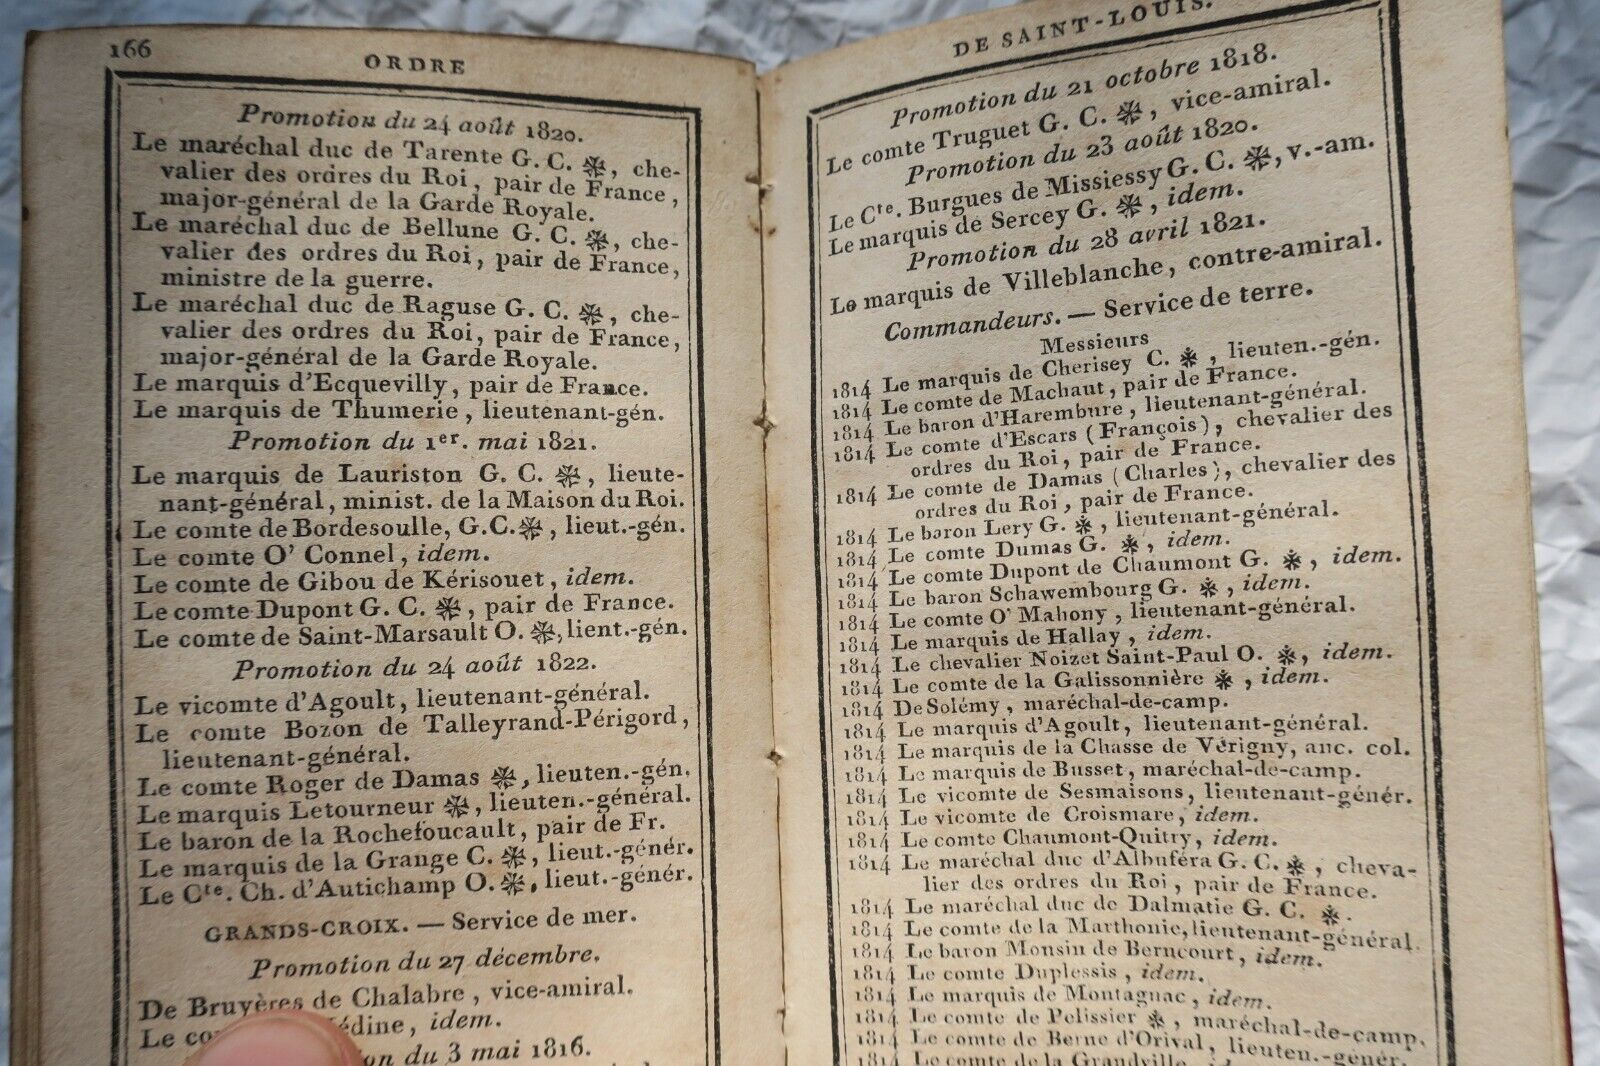 166
ORDRE
Promotion du 24 août 1820.
Le maréchal duc de Tarente G. C. ❋, che-
valier des ordres du Roi, pair de France,
major-général de la Garde Royale.
Le maréchal duc de Bellune G. C. ❋, che-
valier des ordres du Roi, pair de France,
ministre de la guerre.
Le maréchal duc de Raguse G. C. ❋, che-
valier des ordres du Roi, pair de France,
major-général de la Garde Royale.
Le marquis d'Ecquevilly, pair de France.
Le marquis de Thumerie, lieutenant-gén.
Promotion du 1er. mai 1821.
Le marquis de Lauriston G. C. ❋, lieute-
nant-général, minist. de la Maison du Roi.
Le comte de Bordesoulle, G.C.❋, lieut.-gén.
Le comte O' Connel, idem.
Le comte de Gibou de Kérisouet, idem.
Le comte Dupont G. C. ❋, pair de France.
Le comte de Saint-Marsault O. ❋, lient.-gén.
Promotion du 24 août 1822.
Le vicomte d'Agoult, lieutenant-général.
Le comte Bozon de Talleyrand-Périgord,
lieutenant-général.
Le comte Roger de Damas ❋, lieuten.-gén.
Le marquis Letourneur ❋, lieuten.-général.
Le baron de la Rochefoucault, pair de Fr.
Le marquis de la Grange C. ❋, lieut.-génér.
Le Cte. Ch. d'Autichamp O. ❋, lieut.-génér.
GRANDS-CROIX. — Service de mer.
Promotion du 27 décembre.
De Bruyères de Chalabre, vice-amiral.
Le édine, idem.
du 3 mai 1816.
DE SAINT-LOUIS.
Promotion du 21 octobre 1818.
Le comte Truguet G. C. ❋, vice-amiral.
Promotion du 23 août 1820.
Le Cte. Burgues de Missiessy G. C. ❋, v.-am.
Le marquis de Sercey G. ❋, idem.
Promotion du 28 avril 1821.
Le marquis de Villeblanche, contre-amiral.
Commandeurs. — Service de terre.
Messieurs
1814 Le marquis de Cherisey C. ❋, lieuten.-gén.
1814 Le comte de Machaut, pair de France.
1814 Le baron d'Harembure, lieutenant-général.
1814 Le comte d'Escars (François), chevalier des
ordres du Roi, pair de France.
1814 Le comte de Damas (Charles), chevalier des
ordres du Roi, pair de France.
1814 Le baron Lery G. ❋, lieutenant-général.
1814 Le comte Dumas G. ❋, idem.
1814 Le comte Dupont de Chaumont G. ❋, idem.
1814 Le baron Schawembourg G. ❋, idem.
1814 Le comte O' Mahony, lieutenant-général.
1814 Le marquis de Hallay, idem.
1814 Le chevalier Noizet Saint-Paul O. ❋, idem.
1814 Le comte de la Galissonnière ❋, idem.
1814 De Solémy, maréchal-de-camp.
1814 Le marquis d'Agoult, lieutenant-général.
1814 Le marquis de la Chasse de Vérigny, anc. col.
1814 Le marquis de Busset, maréchal-de-camp.
1814 Le vicomte de Sesmaisons, lieutenant-génér.
1814 Le vicomte de Croismare, idem.
1814 Le comte Chaumont-Quitry, idem.
1814 Le maréchal duc d'Albuféra G. C. ❋, cheva-
lier des ordres du Roi, pair de France.
1814 Le maréchal duc de Dalmatie G. C. ❋.
1814 Le comte de la Marthonie, lieutenant-général.
1814 Le baron Monsin de Berncourt, idem.
1814 Le comte Duplessis, idem.
1814 Le marquis de Montagnac, idem.
1814 Le comte de Pelissier ❋, maréchal-de-camp.
1814 Le comte de Berne d'Orival, lieuten.-génér.
1814 Le comte de la Grandville